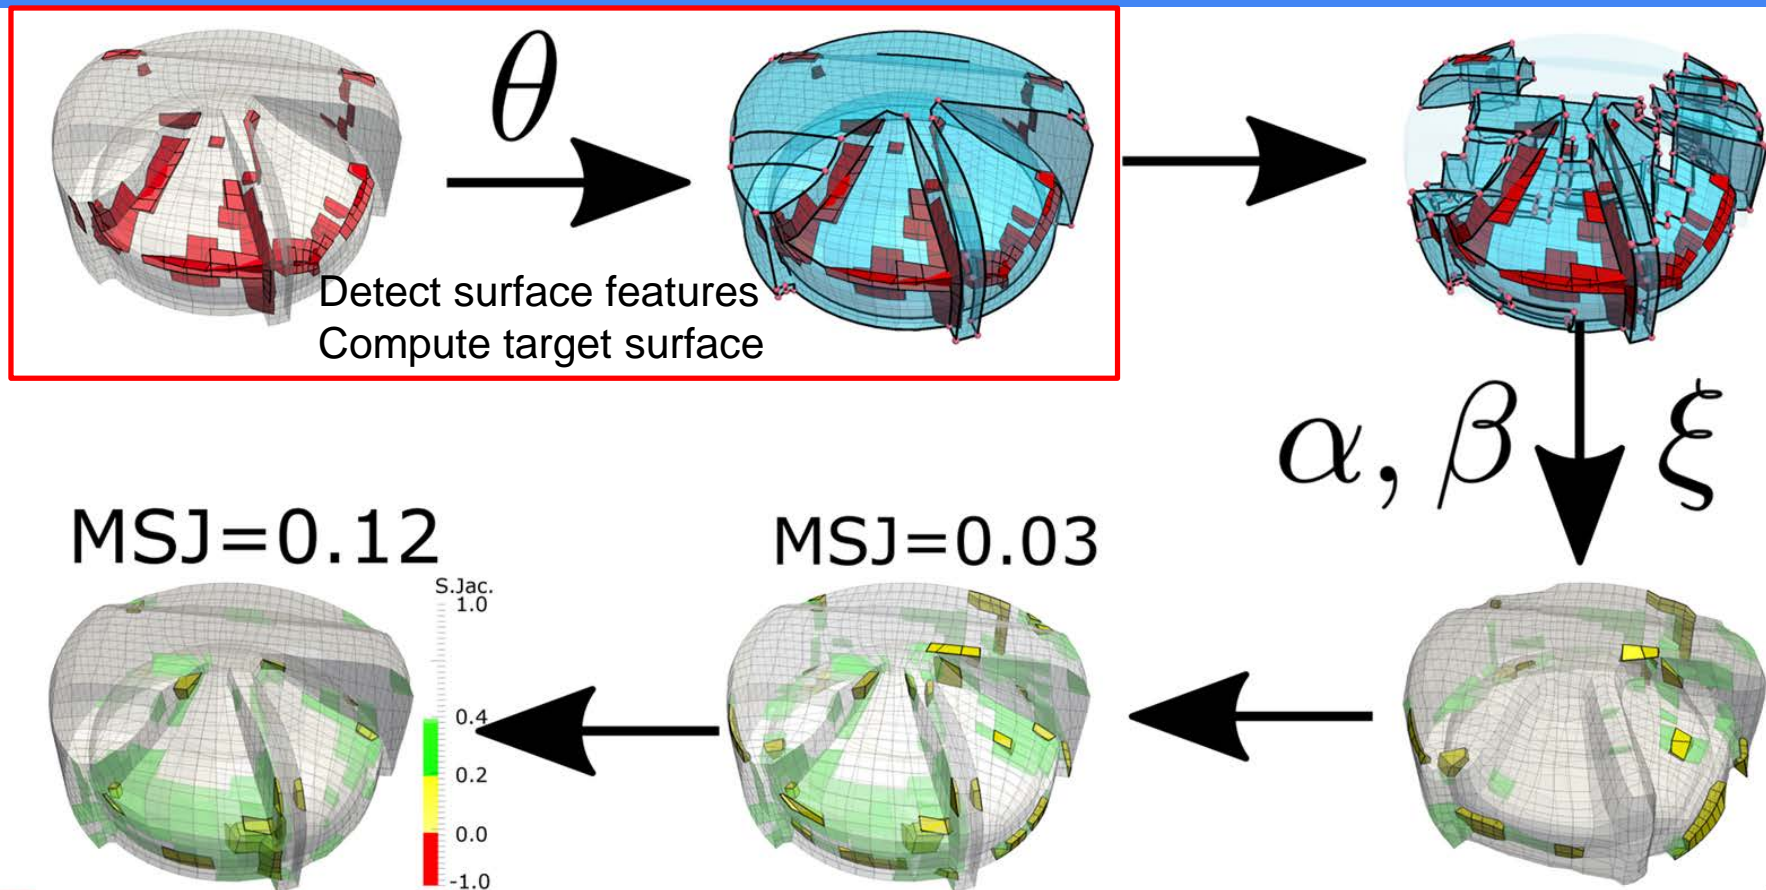 θ
Detect surface features
Compute target surface
α, β ξ
MSJ=0.12
MSJ=0.03
S.Jac.
1.0
0.4
0.2
0.0
-1.0